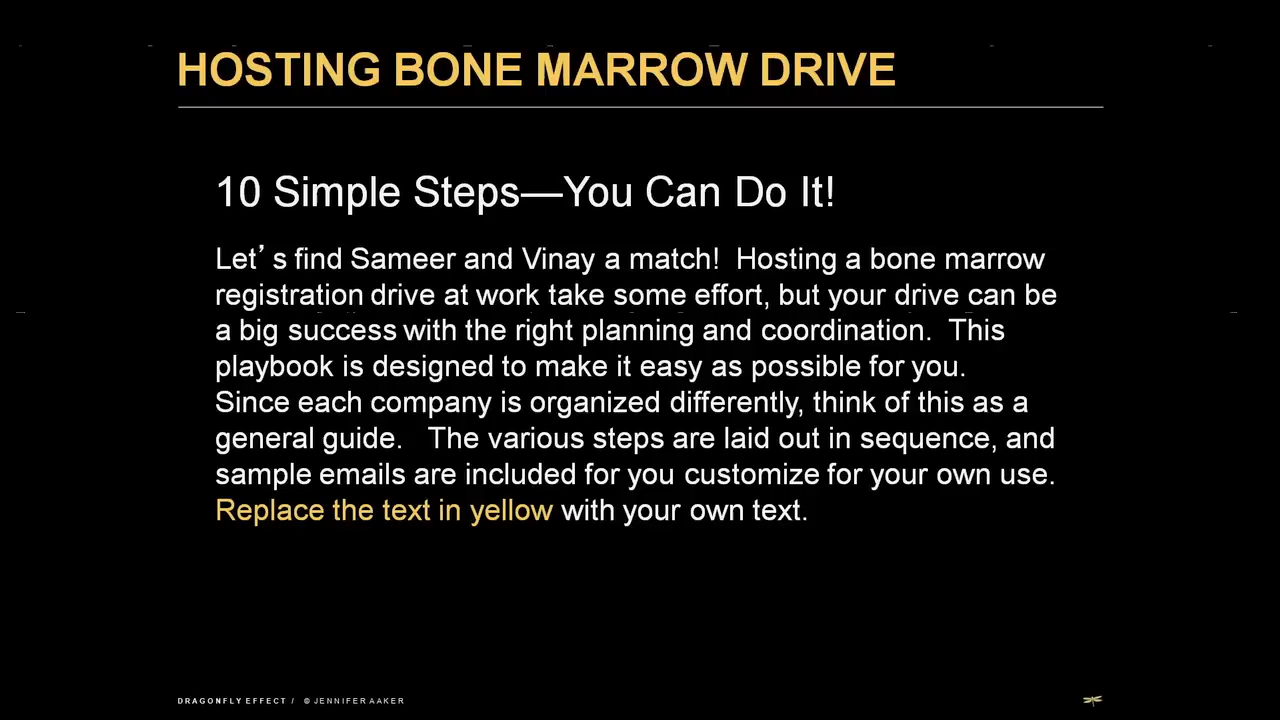 HOSTING BONE MARROW DRIVE
10 Simple Steps—You Can Do It!
Let’s find Sameer and Vinay a match!  Hosting a bone marrow
registration drive at work take some effort, but your drive can be
a big success with the right planning and coordination.  This
playbook is designed to make it easy as possible for you.
Since each company is organized differently, think of this as a
general guide.   The various steps are laid out in sequence, and
sample emails are included for you customize for your own use.
Replace the text in yellow with your own text.
DRAGONFLY EFFECT /  © JENNIFER AAKER